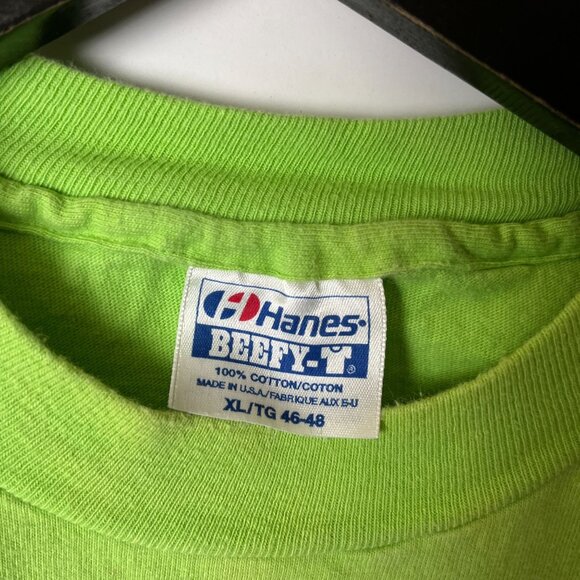 Hanes
BEEFY-T®
100% COTTON/COTON
MADE IN U.S.A./FABRIQUE AUX E-U
XL/TG 46-48